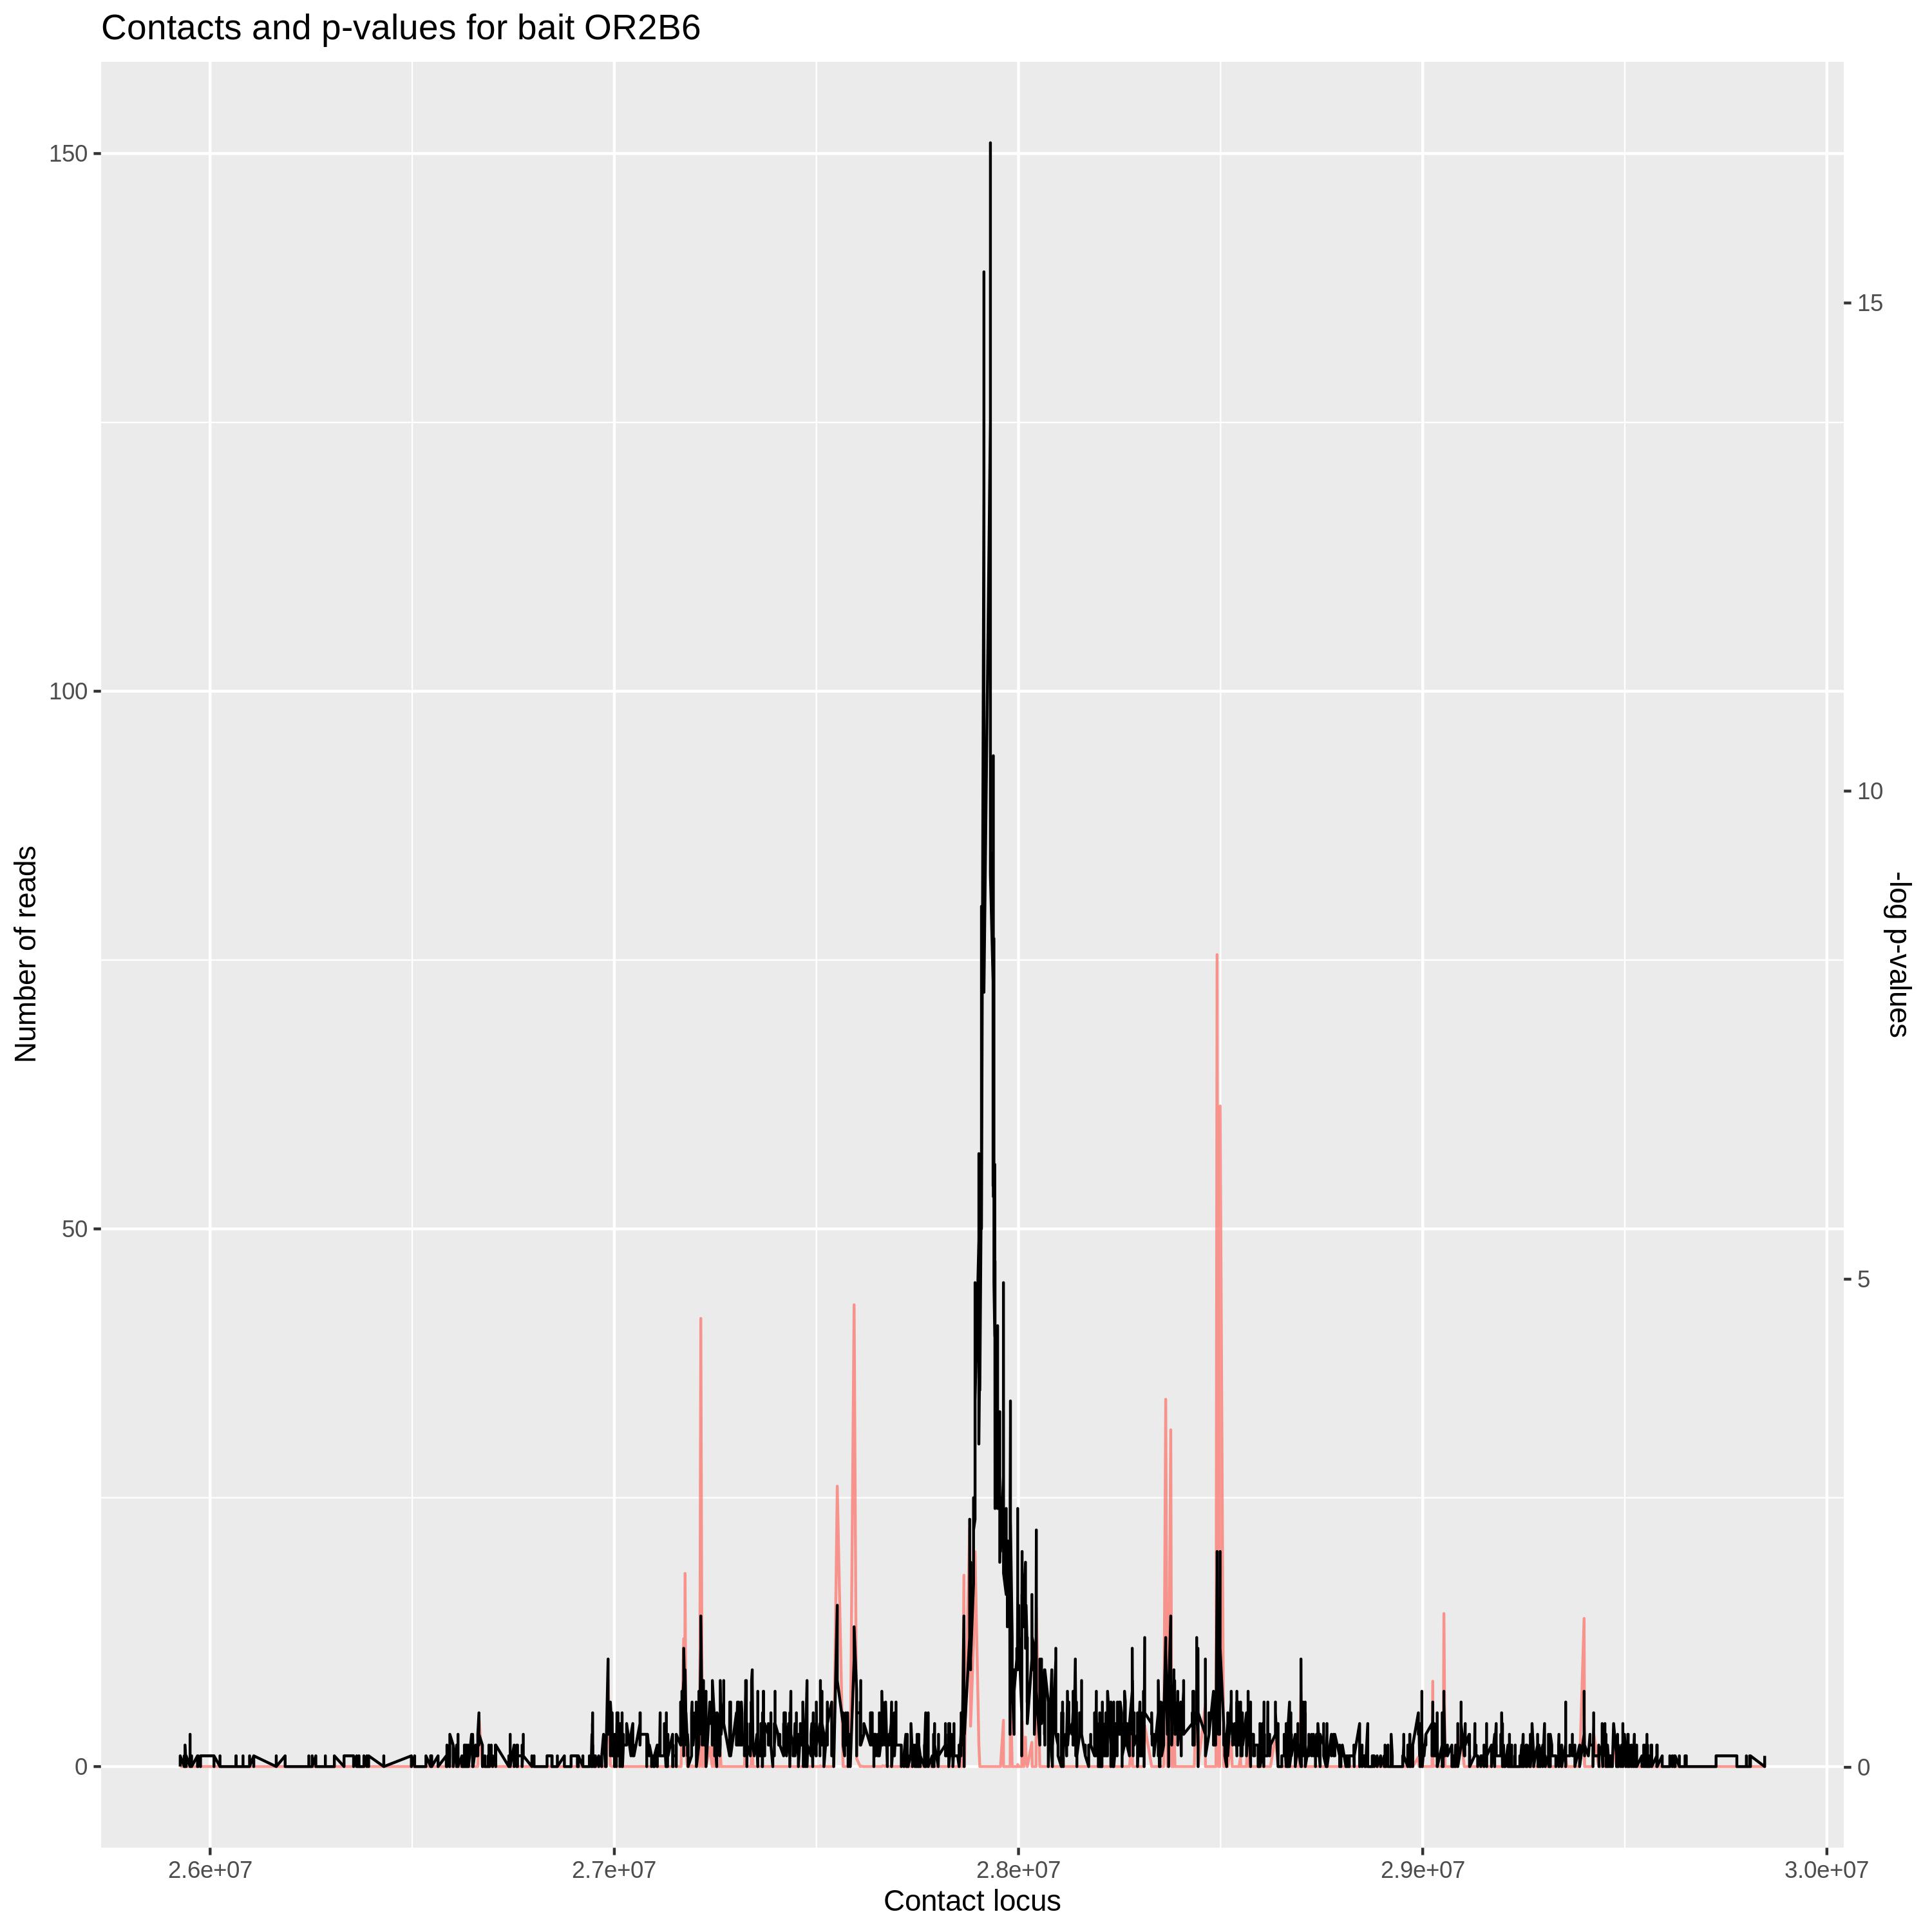 Contacts and p-values for bait OR2B6
150
100
50
0
Number of reads
15
10
5
0
-log p-values
2.6e+07
2.7e+07
2.8e+07
2.9e+07
3.0e+07
Contact locus